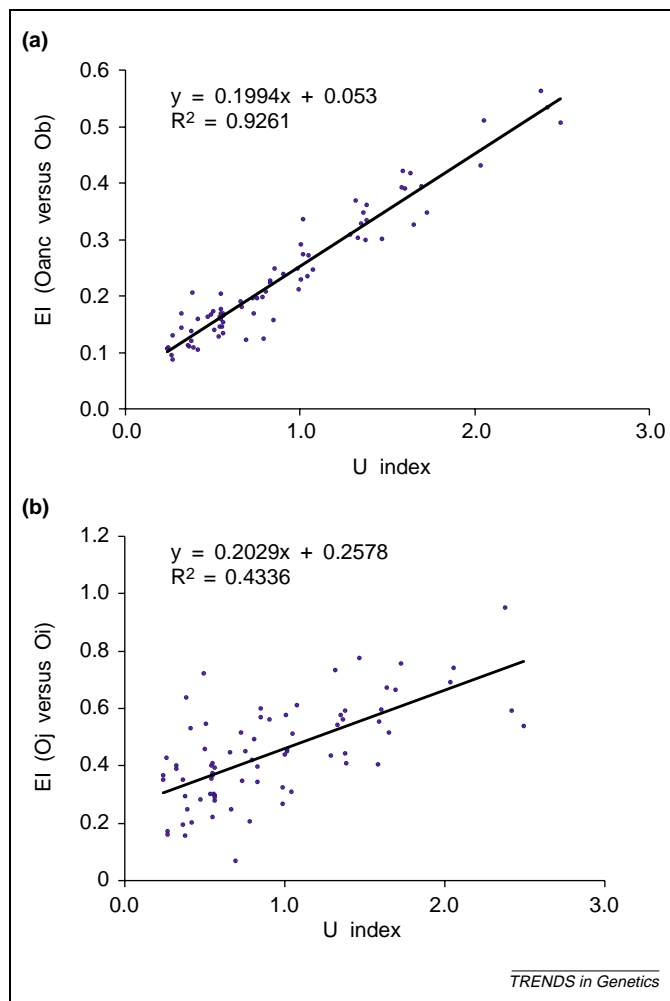 (a)
0.6
y = 0.1994x + 0.053
R² = 0.9261
0.5
0.4
0.3
0.2
0.1
0.0
EI (Oanc versus Ob)
0.0 1.0 2.0 3.0
U index
(b)
1.2
y = 0.2029x + 0.2578
R² = 0.4336
1.0
0.8
0.6
0.4
0.2
0
EI (Oj versus Oi)
0.0 1.0 2.0 3.0
U index
TRENDS in Genetics